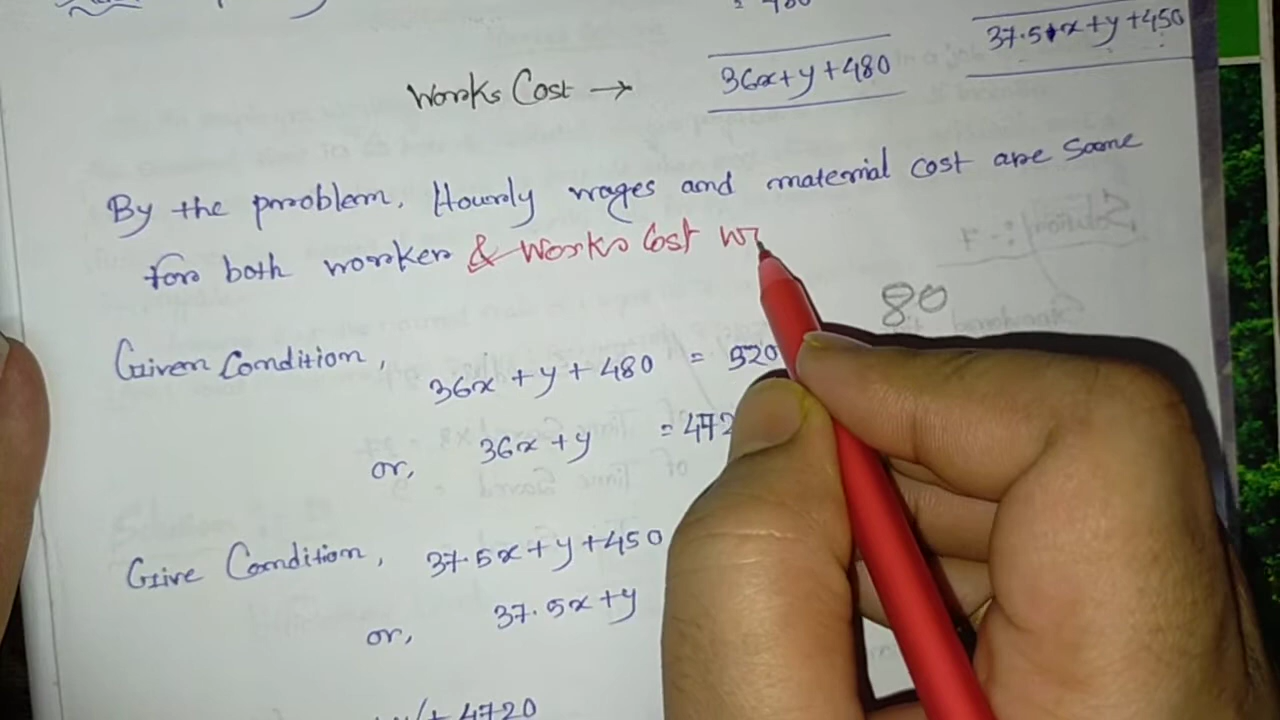 37.5x+y+450
Works Cost → 36x+y+480
By the problem, Hourly wages and material cost are same
for both worker & Works Cost
80
Given Condition, 36x+y+480 = 520
or, 36x+y = 472
Give Condition, 37.5x+y+450
or, 37.5x+y
4720